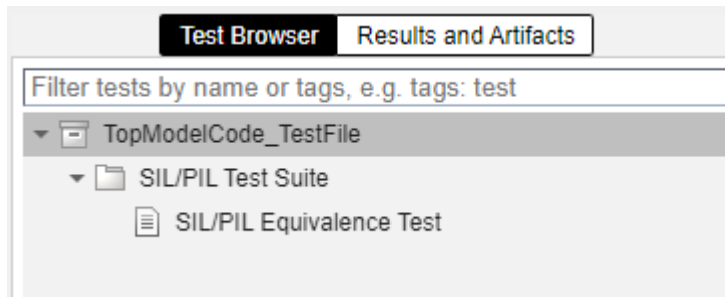 Test Browser Results and Artifacts
Filter tests by name or tags, e.g. tags: test
TopModelCode_TestFile
SIL/PIL Test Suite
SIL/PIL Equivalence Test